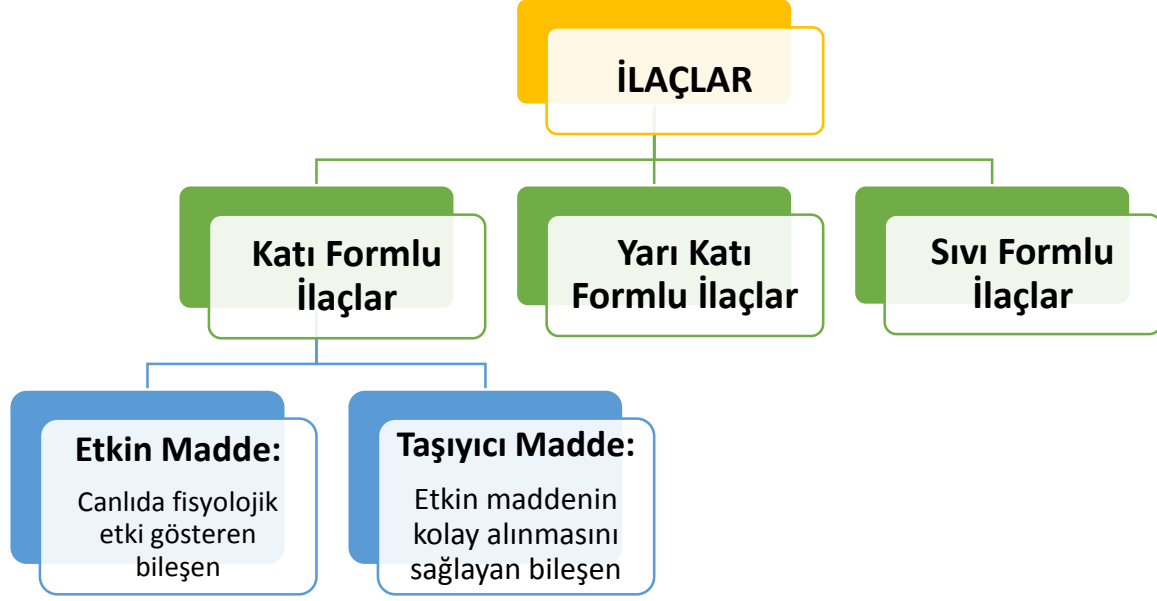 İLAÇLAR
Katı Formlu
İlaçlar
Yarı Katı
Formlu İlaçlar
Sıvı Formlu
İlaçlar
Etkin Madde:
Canlıda fisyolojik
etki gösteren
bileşen
Taşıyıcı Madde:
Etkin maddenin
kolay alınmasını
sağlayan bileşen